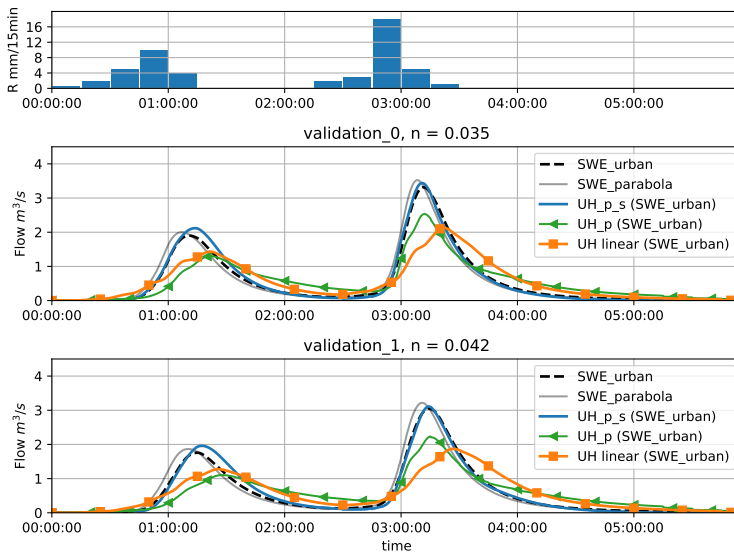 R mm/15min
16
12
8
4
0
00:00:00 01:00:00 02:00:00 03:00:00 04:00:00 05:00:00
validation_0, n = 0.035
Flow m³/s
4
3
2
1
0
SWE_urban
SWE_parabola
UH_p_s (SWE_urban)
UH_p (SWE_urban)
UH linear (SWE_urban)
00:00:00 01:00:00 02:00:00 03:00:00 04:00:00 05:00:00
validation_1, n = 0.042
Flow m³/s
4
3
2
1
0
SWE_urban
SWE_parabola
UH_p_s (SWE_urban)
UH_p (SWE_urban)
UH linear (SWE_urban)
00:00:00 01:00:00 02:00:00 03:00:00 04:00:00 05:00:00
time